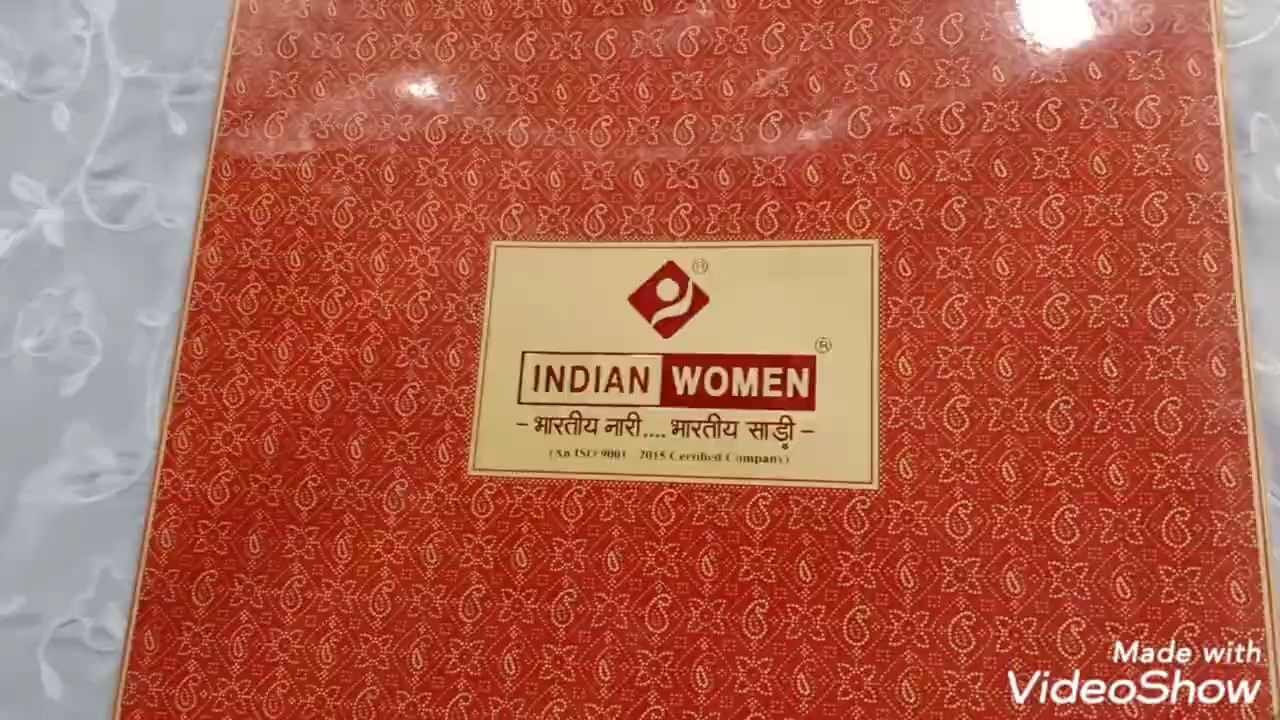 ®
®
INDIAN WOMEN
- भारतीय नारी.... भारतीय साड़ी -
(An ISO 9001 - 2015 Certified Company)
Made with
VideoShow